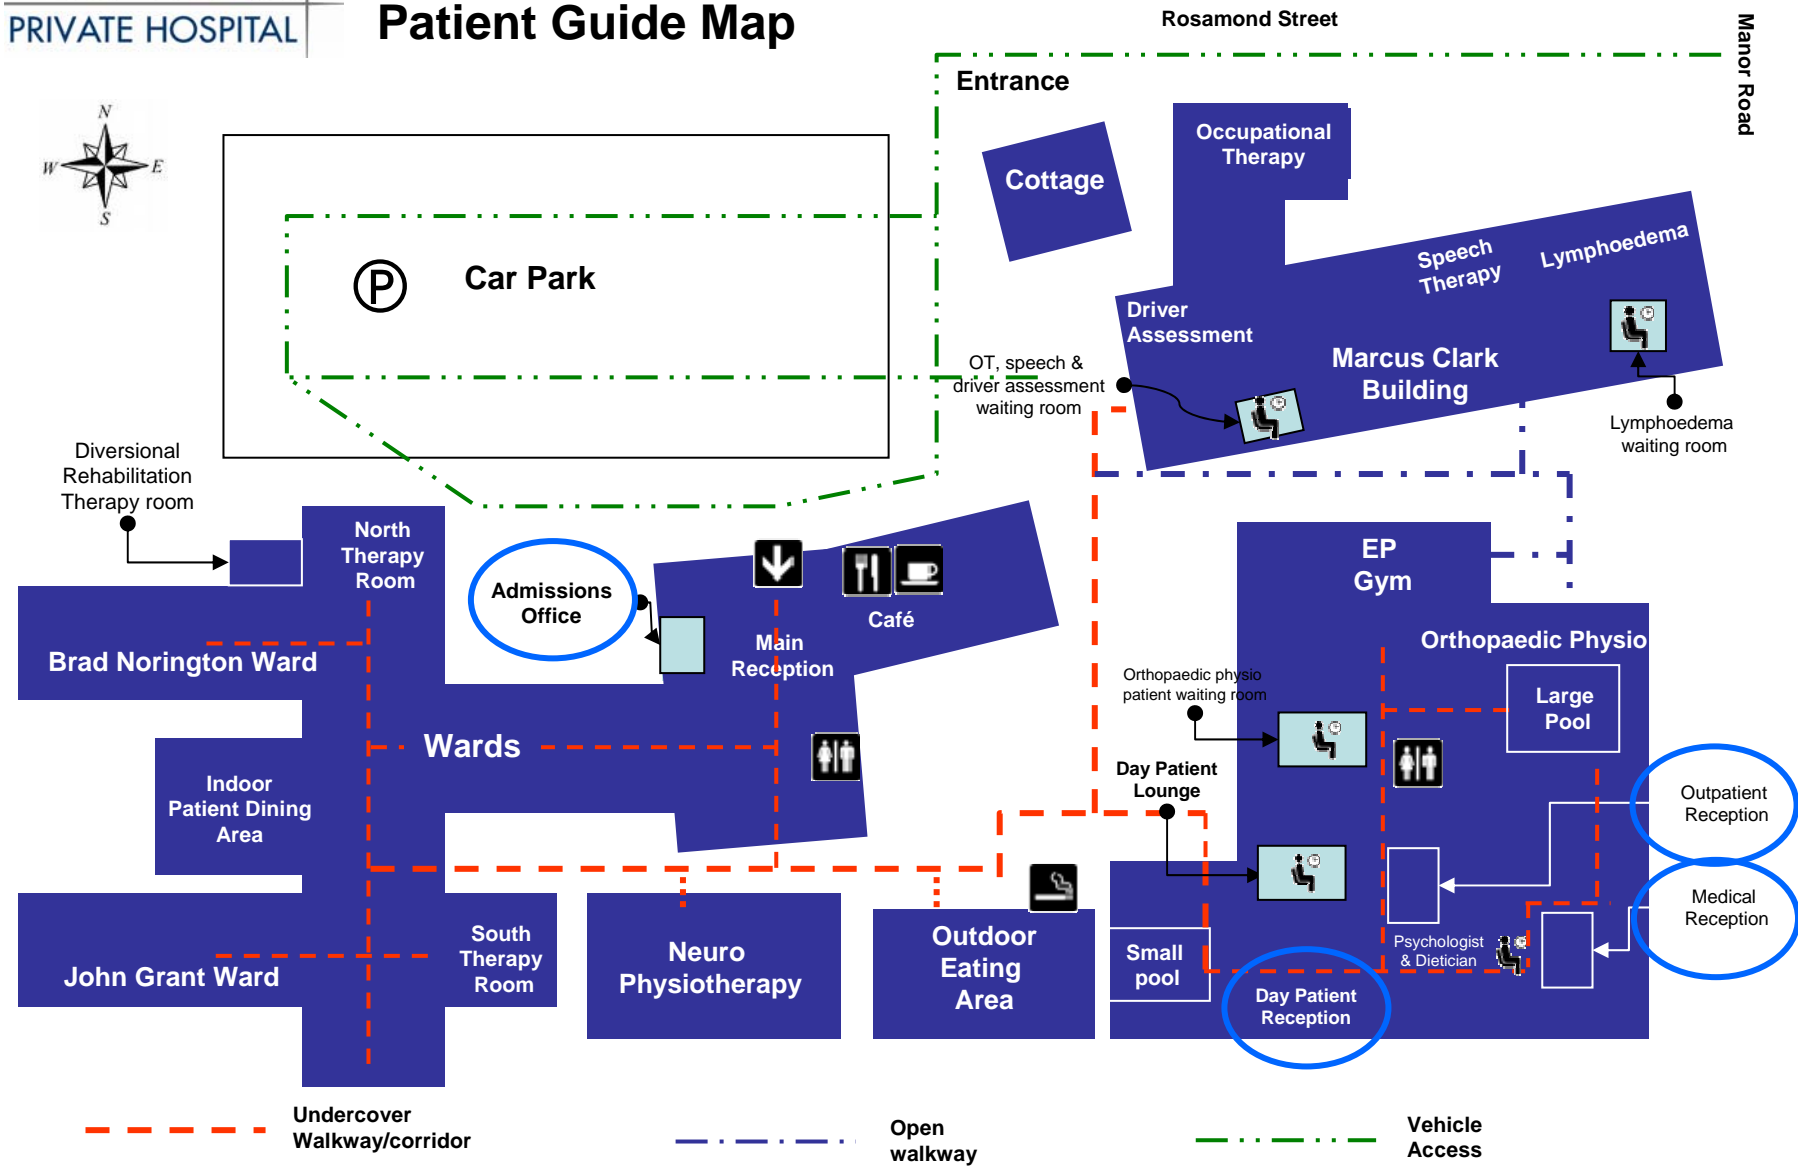 PRIVATE HOSPITAL
Patient Guide Map
Rosamond Street
Manor Road
Entrance
N
W
E
S
Occupational
Therapy
Cottage
Car Park
P
Speech
Therapy
Lymphoedema
Driver
Assessment
Marcus Clark
Building
OT, speech &
driver assessment
waiting room
Lymphoedema
waiting room
Diversional
Rehabilitation
Therapy room
North
Therapy
Room
Admissions
Office
Main
Reception
Café
EP
Gym
Orthopaedic Physio
Brad Norington Ward
Orthopaedic physio
patient waiting room
Large
Pool
Wards
Indoor
Patient Dining
Area
Day Patient
Lounge
Outpatient
Reception
Medical
Reception
John Grant Ward
South
Therapy
Room
Neuro
Physiotherapy
Outdoor
Eating
Area
Small
pool
Psychologist
& Dietician
Day Patient
Reception
Undercover
Walkway/corridor
Open
walkway
Vehicle
Access